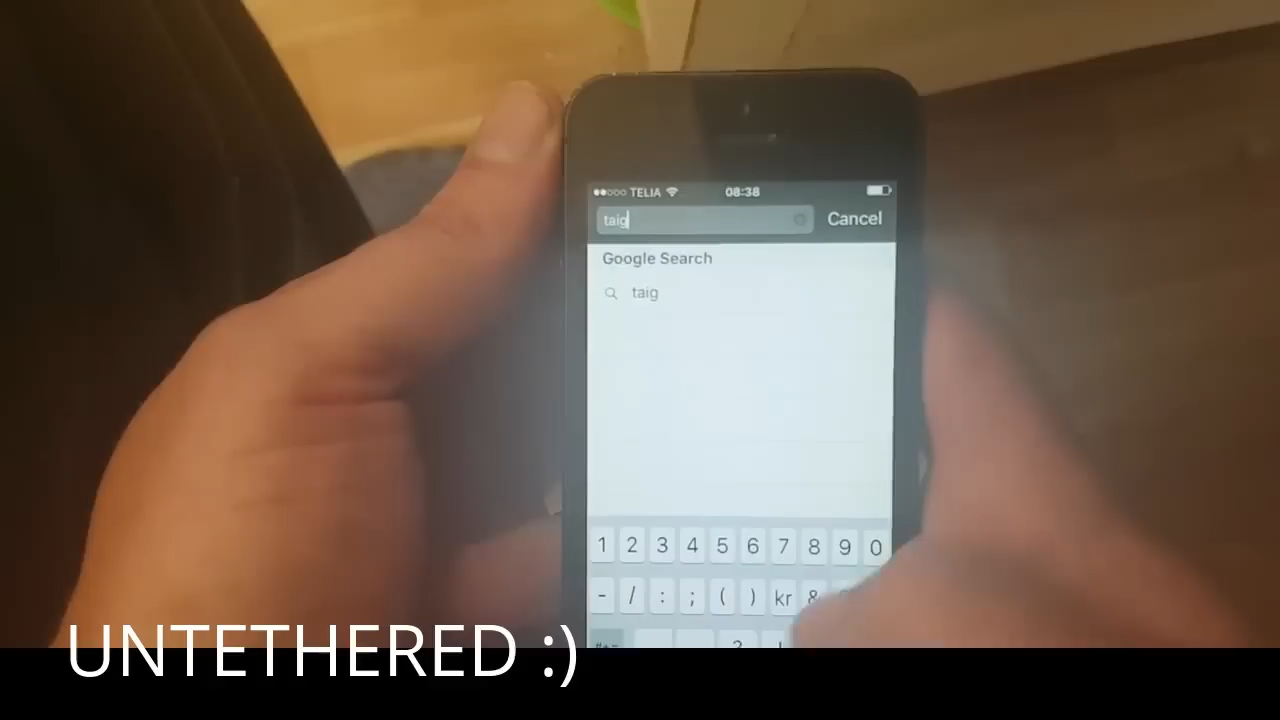 TELIA 08:38
taig Cancel
Google Search
taig
1 2 3 4 5 6 7 8 9 0
- / : ; ( ) kr &
#+= ? !
UNTETHERED :)